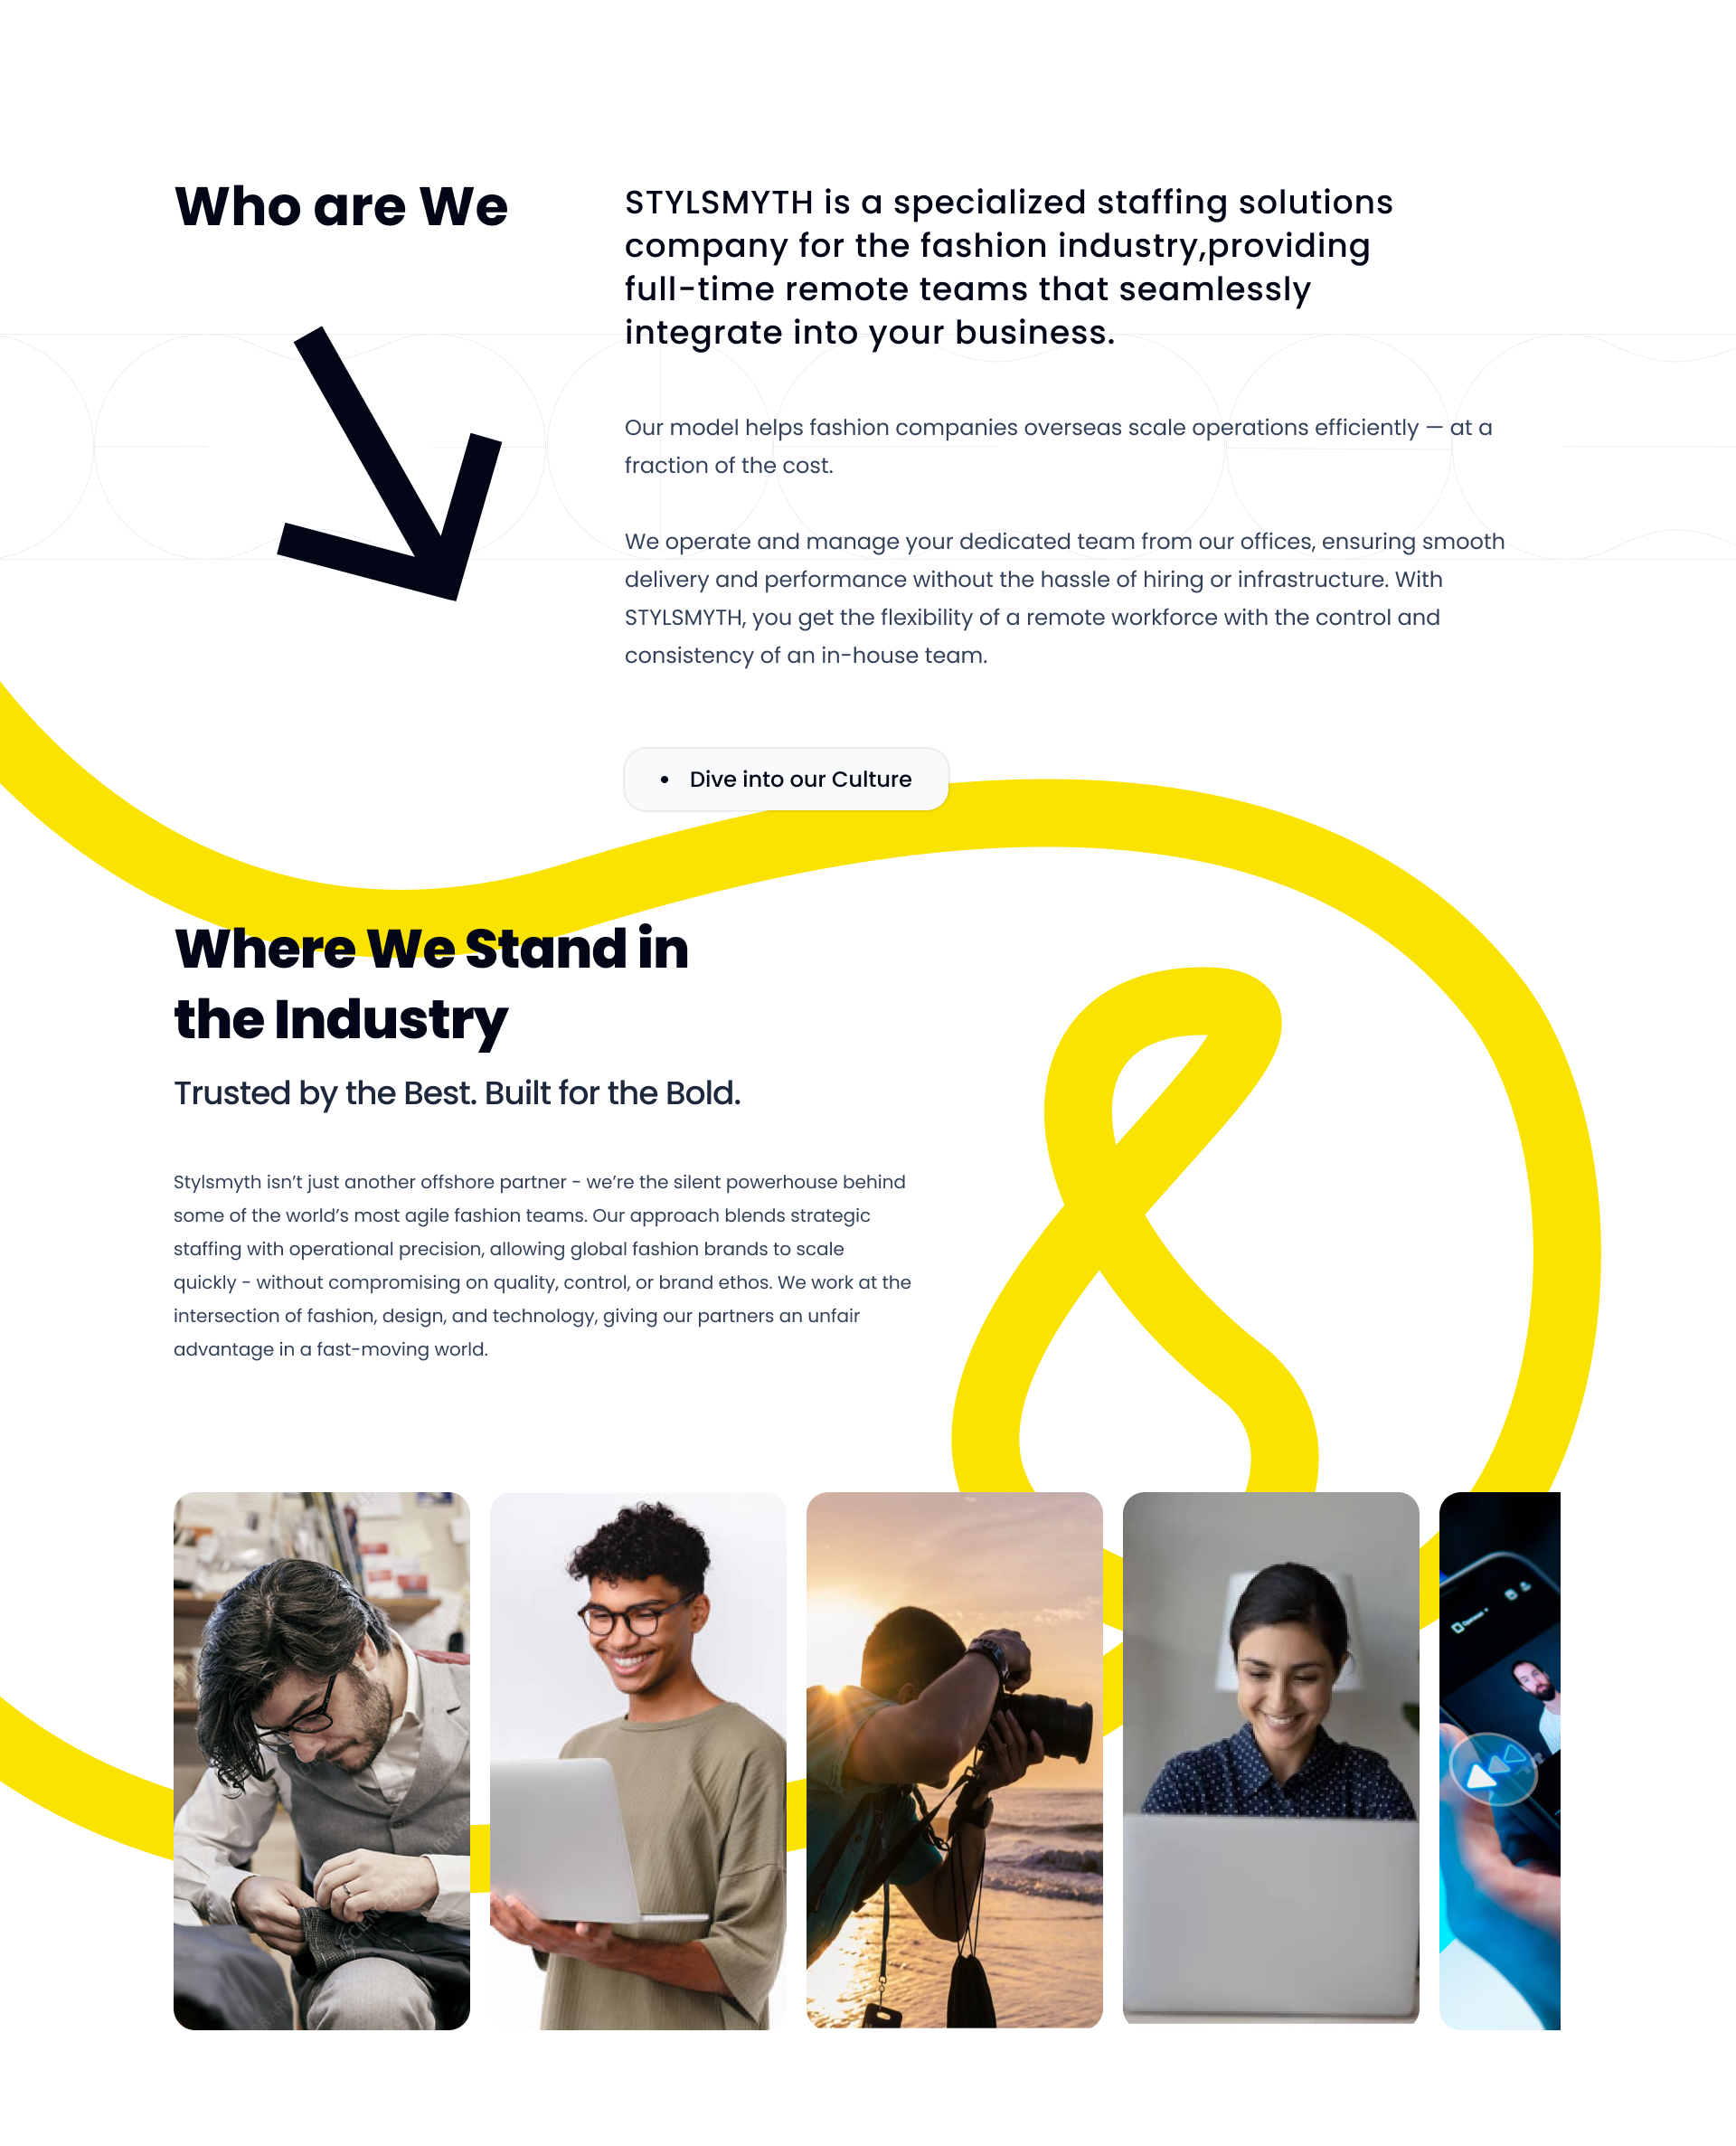 Who are We
STYLSMYTH is a specialized staffing solutions
company for the fashion industry,providing
full-time remote teams that seamlessly
integrate into your business.
Our model helps fashion companies overseas scale operations efficiently — at a
fraction of the cost.
We operate and manage your dedicated team from our offices, ensuring smooth
delivery and performance without the hassle of hiring or infrastructure. With
STYLSMYTH, you get the flexibility of a remote workforce with the control and
consistency of an in-house team.
• Dive into our Culture
Where We Stand in
the Industry
Trusted by the Best. Built for the Bold.
Stylsmyth isn’t just another offshore partner - we’re the silent powerhouse behind
some of the world’s most agile fashion teams. Our approach blends strategic
staffing with operational precision, allowing global fashion brands to scale
quickly - without compromising on quality, control, or brand ethos. We work at the
intersection of fashion, design, and technology, giving our partners an unfair
advantage in a fast-moving world.